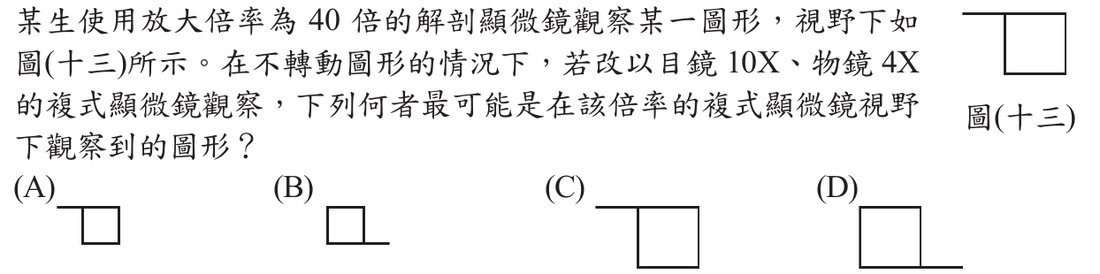 某生使用放大倍率為 40 倍的解剖顯微鏡觀察某一圖形，視野下如
圖(十三)所示。在不轉動圖形的情況下，若改以目鏡 10X、物鏡 4X
的複式顯微鏡觀察，下列何者最可能是在該倍率的複式顯微鏡視野
下觀察到的圖形？
圖(十三)
(A) (B) (C) (D)